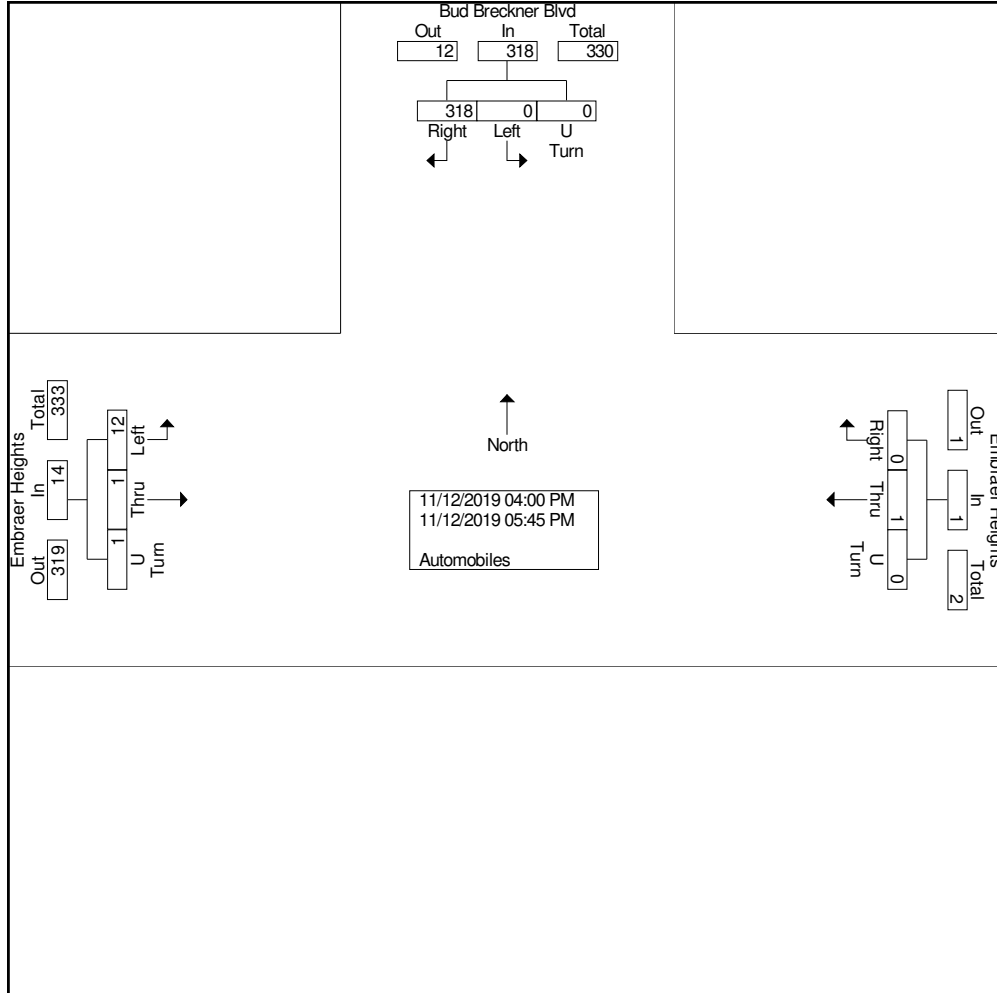 Bud Breckner Blvd
Out In Total
12 318 330
318 0 0
Right Left U
Turn
Embraer Heights
Out In Total
319 14 333
12 1 1
Left Thru U
Turn
North
11/12/2019 04:00 PM
11/12/2019 05:45 PM
Automobiles
Embraer Heights
Out In Total
1 1 2
0 1 0
Right Thru U
Turn